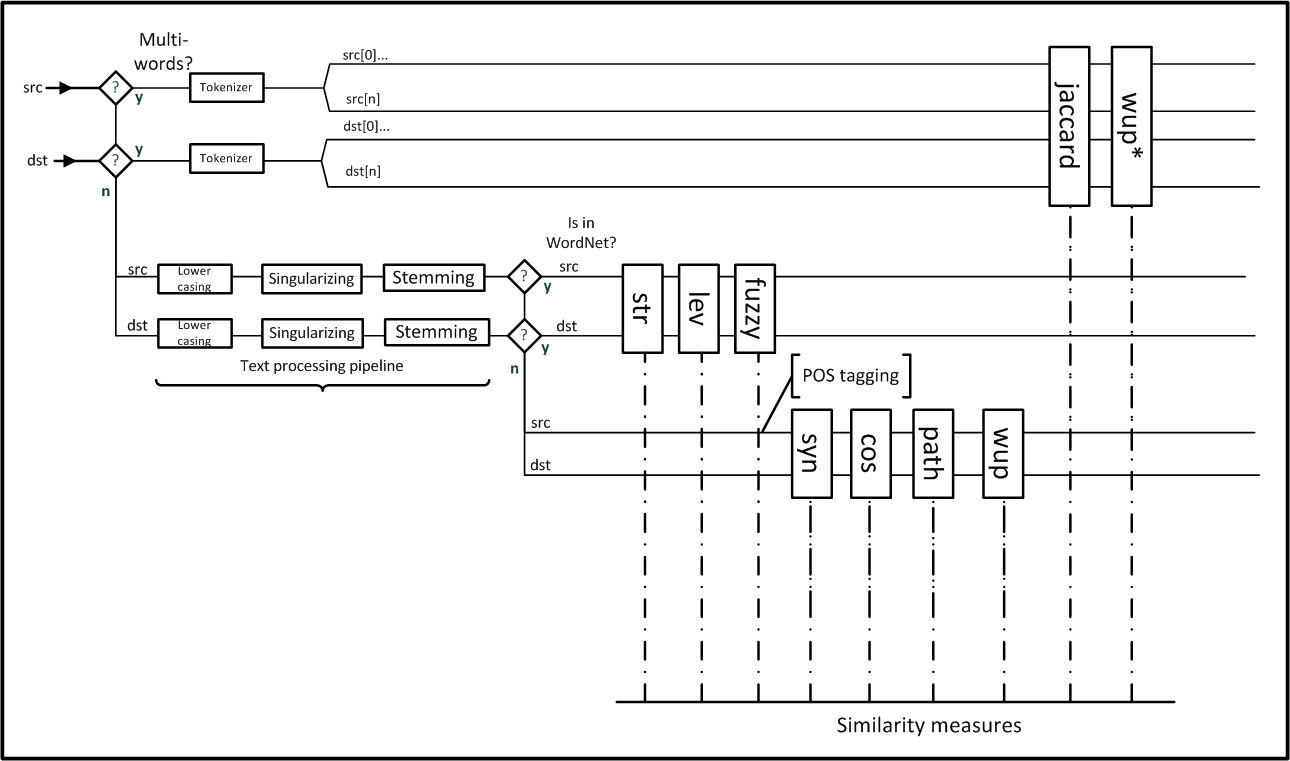 Multi-
words?
src
?
y
Tokenizer
src[0]...
src[n]
dst
?
y
n
Tokenizer
dst[0]...
dst[n]
jaccard
wup*
Is in
WordNet?
src
Lower
casing
Singularizing
Stemming
?
y
src
dst
Lower
casing
Singularizing
Stemming
?
y
n
dst
str
lev
fuzzy
Text processing pipeline
POS tagging
src
dst
syn
cos
path
wup
Similarity measures